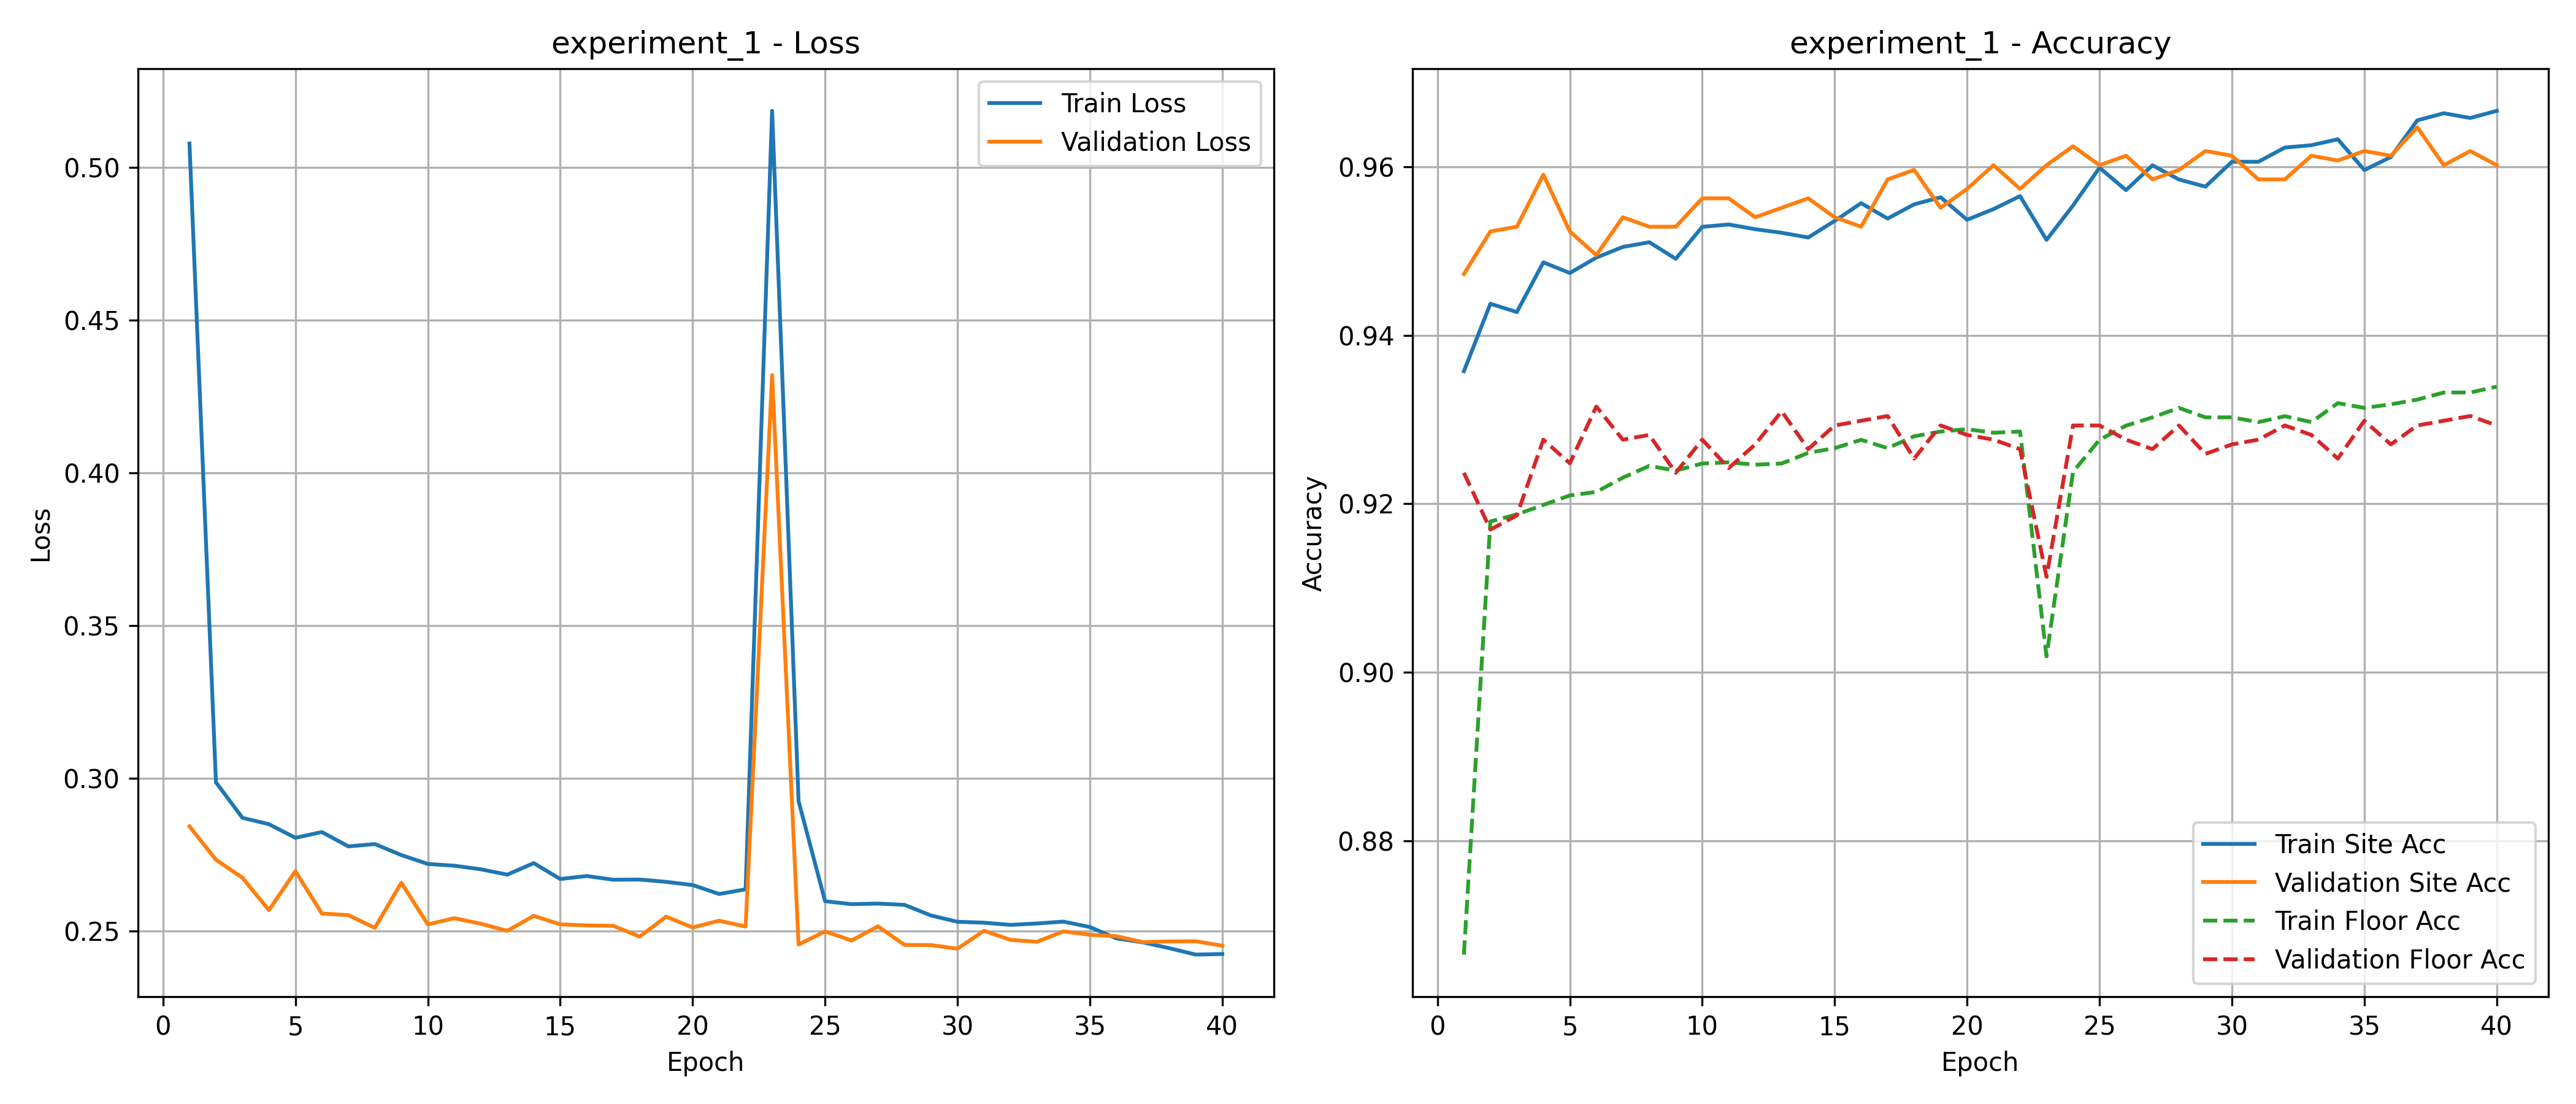 experiment_1 - Loss
Train Loss
Validation Loss
0.50
0.45
0.40
0.35
0.30
0.25
Loss
0 5 10 15 20 25 30 35 40
Epoch
experiment_1 - Accuracy
0.96
0.94
0.92
0.90
0.88
Accuracy
Train Site Acc
Validation Site Acc
Train Floor Acc
Validation Floor Acc
0 5 10 15 20 25 30 35 40
Epoch